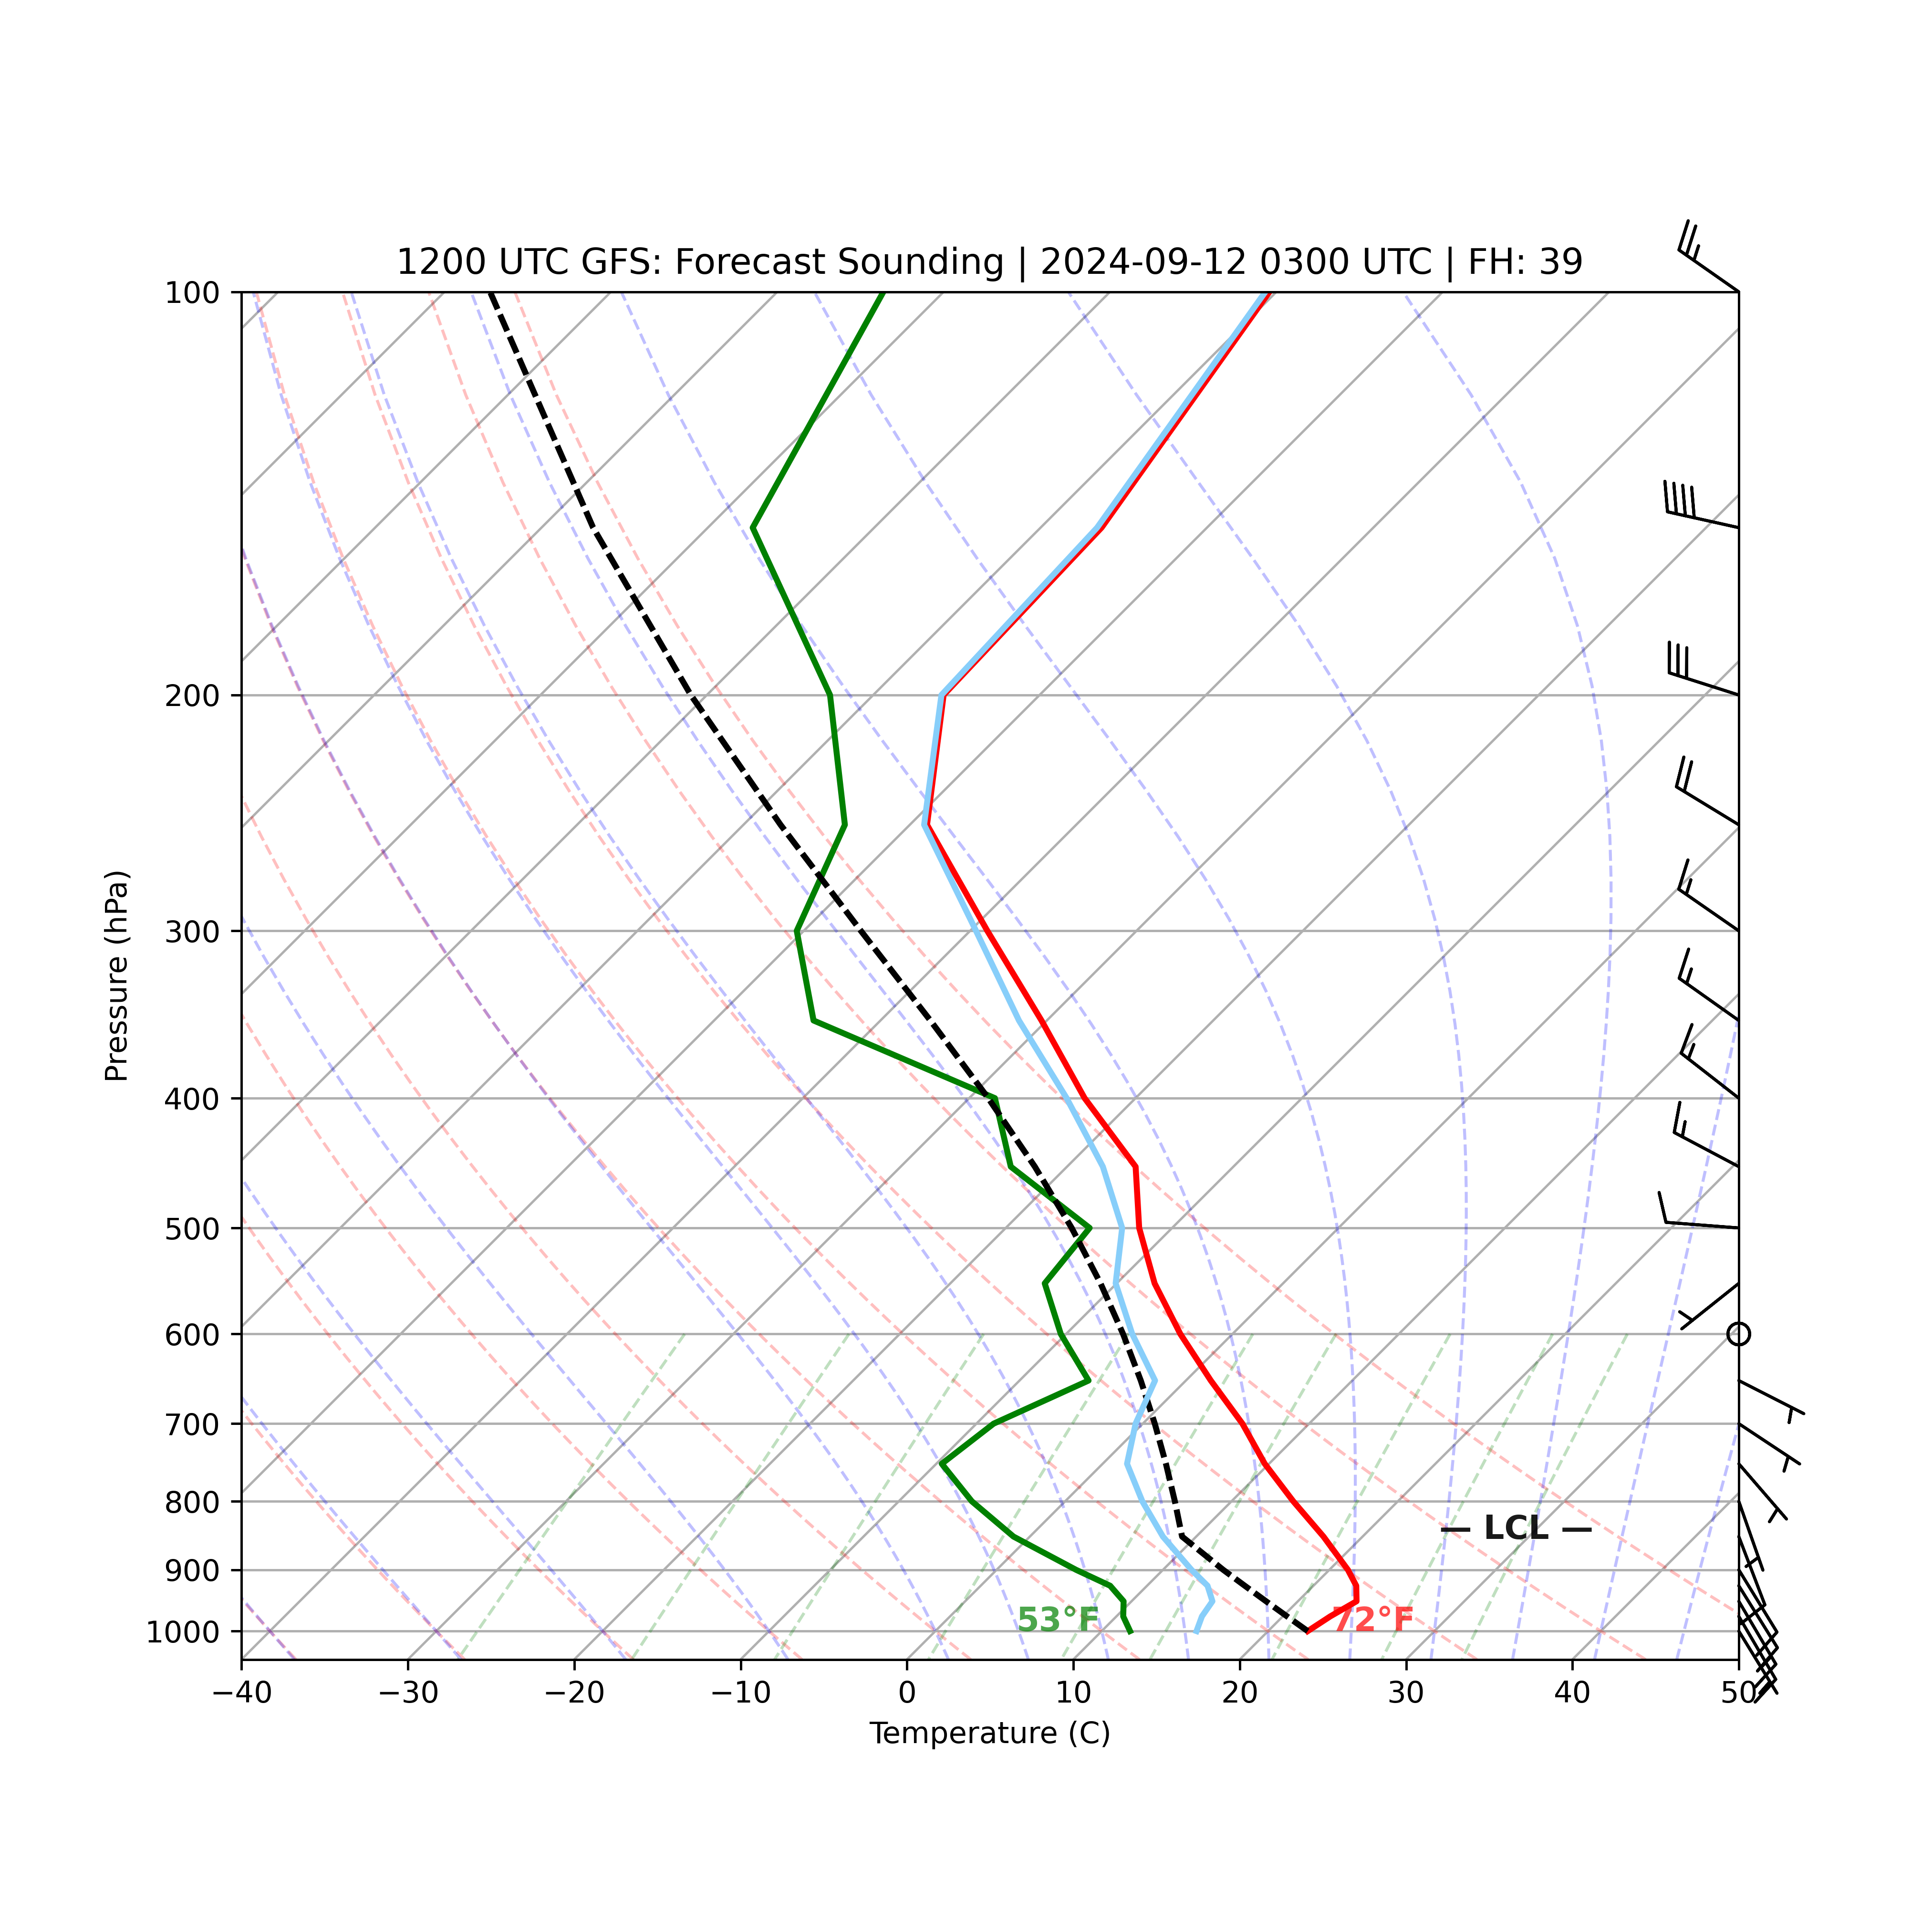 1200 UTC GFS: Forecast Sounding | 2024-09-12 0300 UTC | FH: 39
100
200
300
400
500
600
700
800
900
1000
Pressure (hPa)
— LCL —
53°F
72°F
−40 −30 −20 −10 0 10 20 30 40 50
Temperature (C)